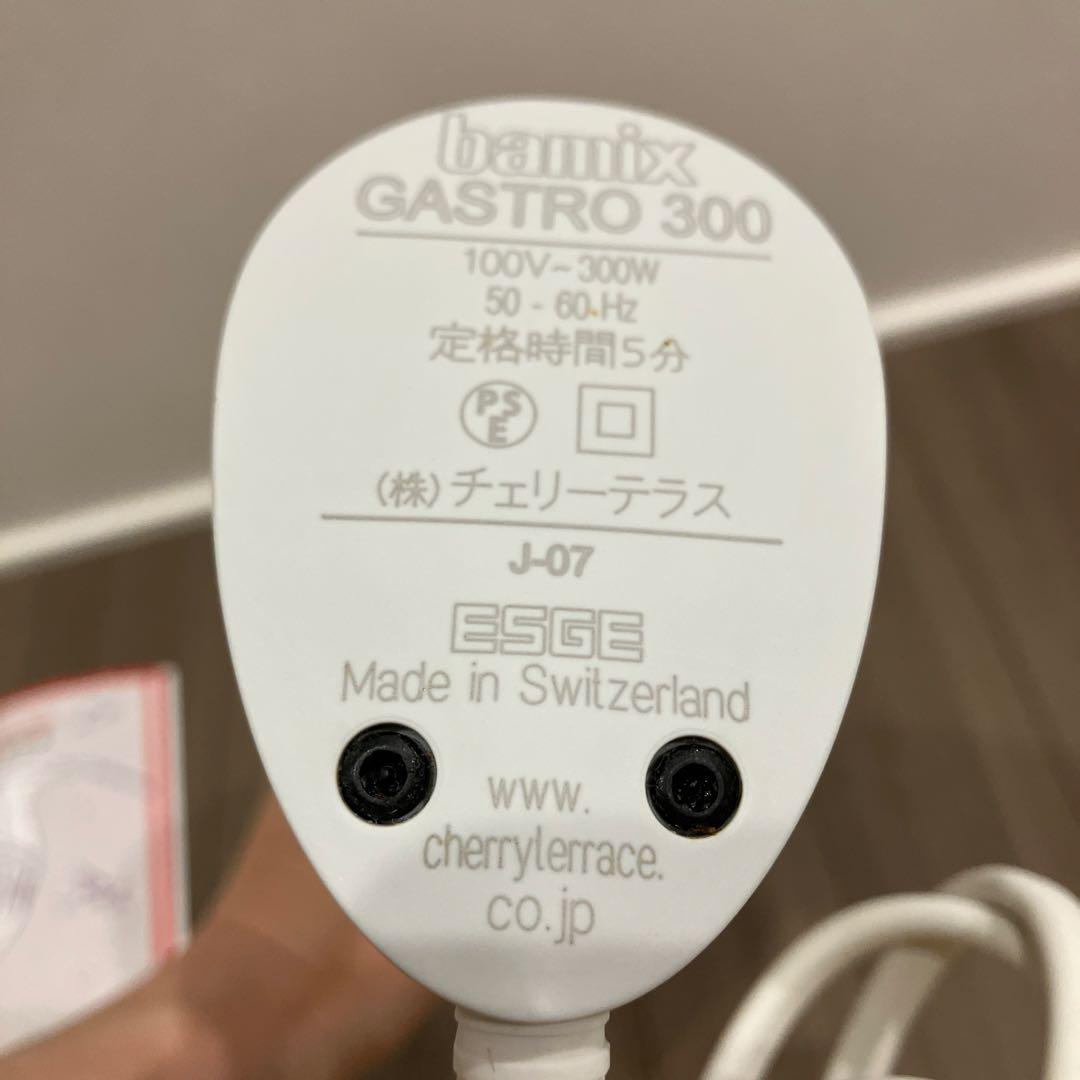 bamix
GASTRO 300
100V~300W
50 - 60 Hz
定格時間5分
PSE
(株)チェリーテラス
J-07
ESGE
Made in Switzerland
www.
cherryterrace.
co.jp